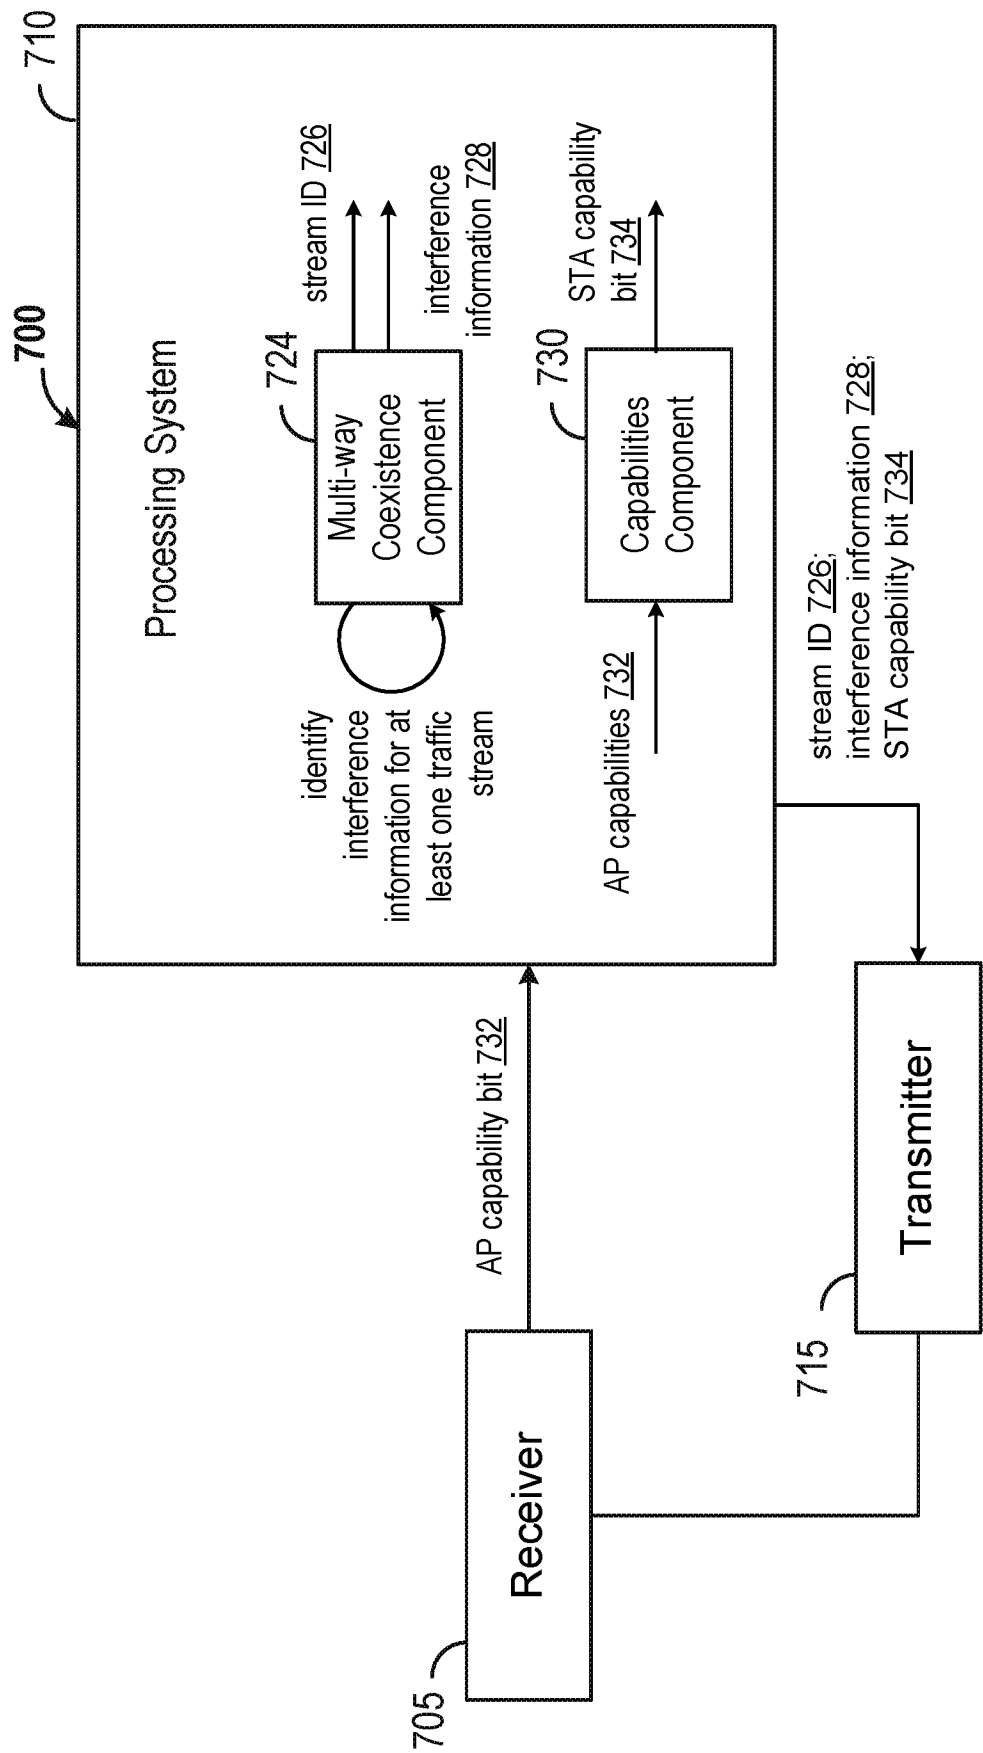 700
710
Processing System
724
Multi-way
Coexistence
Component
stream ID 726
interference
information 728
identify
interference
information for at
least one traffic
stream
730
Capabilities
Component
STA capability
bit 734
AP capabilities 732
AP capability bit 732
705
Receiver
stream ID 726;
interference information 728;
STA capability bit 734
715
Transmitter